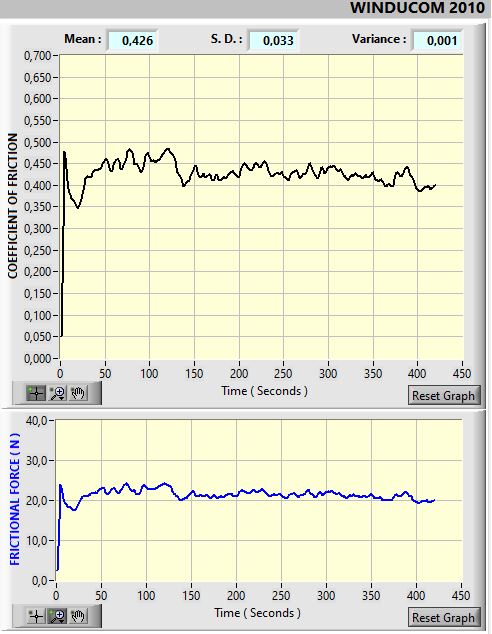 WINDUCOM 2010
Mean : 0,426 S. D. : 0,033 Variance : 0,001
COEFFICIENT OF FRICTION
0,700
0,650
0,600
0,550
0,500
0,450
0,400
0,350
0,300
0,250
0,200
0,150
0,100
0,050
0,000
0 50 100 150 200 250 300 350 400 450
Time ( Seconds )
Reset Graph
FRICTIONAL FORCE ( N )
40,0
30,0
20,0
10,0
0,0
0 50 100 150 200 250 300 350 400 450
Time ( Seconds )
Reset Graph